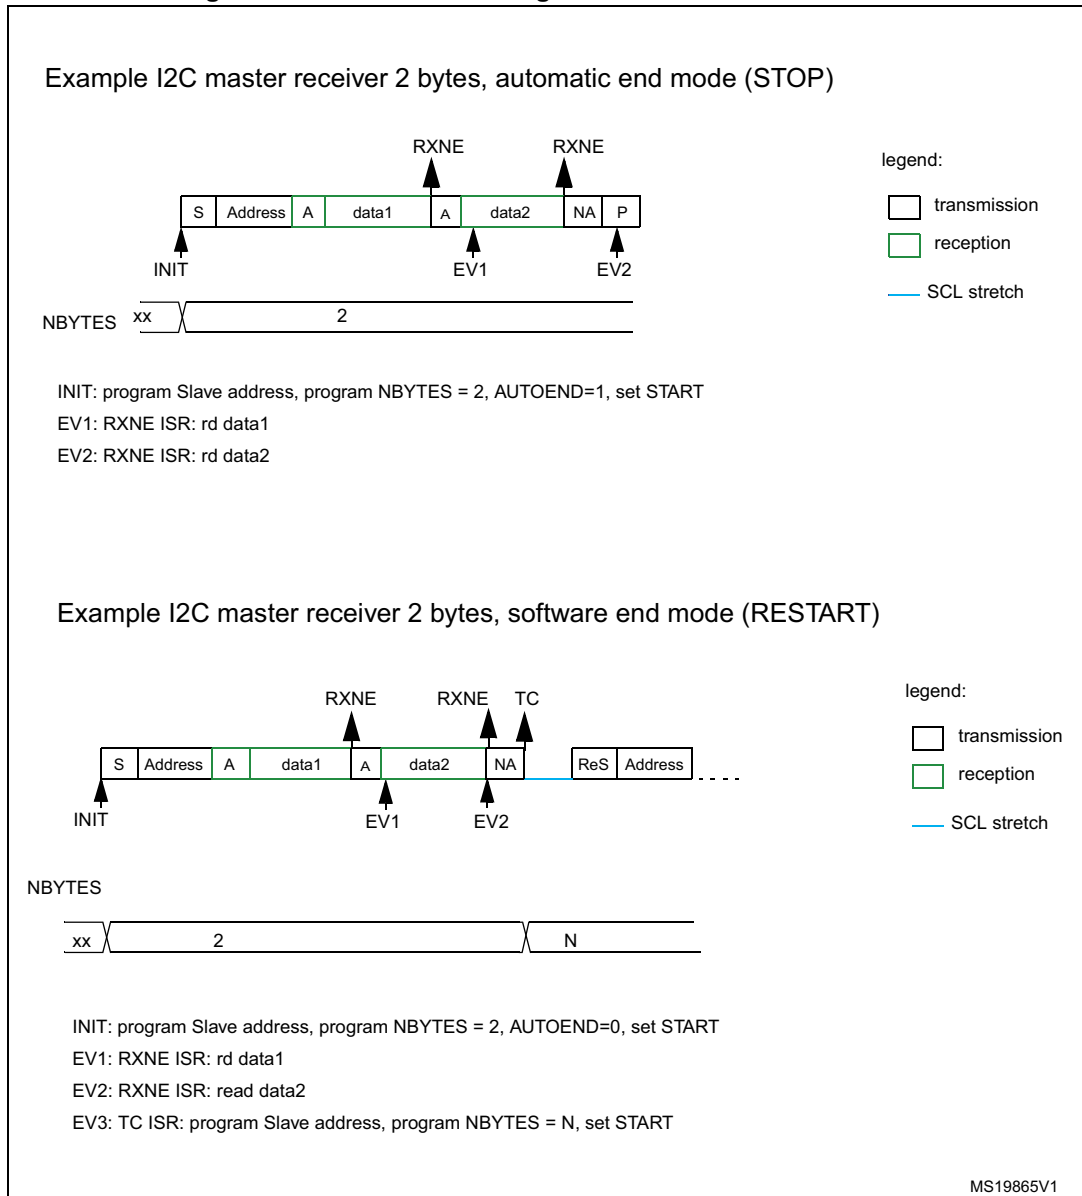 Example I2C master receiver 2 bytes, automatic end mode (STOP)
RXNE RXNE
legend:
S Address A data1 A data2 NA P
transmission
reception
INIT EV1 EV2
SCL stretch
NBYTES xx 2
INIT: program Slave address, program NBYTES = 2, AUTOEND=1, set START
EV1: RXNE ISR: rd data1
EV2: RXNE ISR: rd data2
Example I2C master receiver 2 bytes, software end mode (RESTART)
RXNE RXNE TC
legend:
S Address A data1 A data2 NA ReS Address
transmission
reception
INIT EV1 EV2
SCL stretch
NBYTES
xx 2 N
INIT: program Slave address, program NBYTES = 2, AUTOEND=0, set START
EV1: RXNE ISR: rd data1
EV2: RXNE ISR: read data2
EV3: TC ISR: program Slave address, program NBYTES = N, set START
MS19865V1